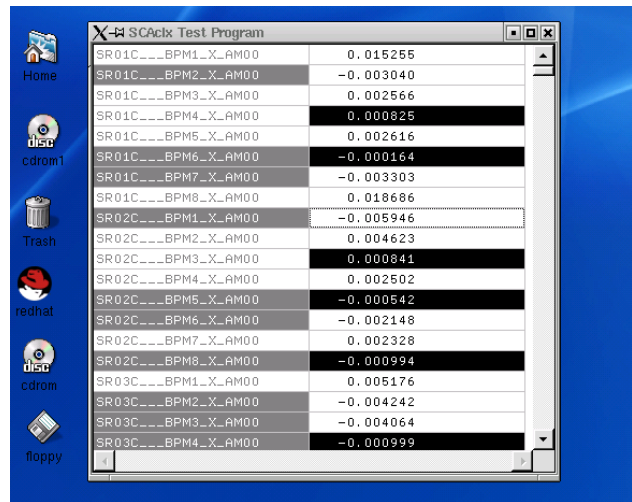 SCAcIx Test Program
SR01C___BPM1_X_AM00 0.015255
SR01C___BPM2_X_AM00 -0.003040
SR01C___BPM3_X_AM00 0.002566
SR01C___BPM4_X_AM00 0.000825
SR01C___BPM5_X_AM00 0.002616
SR01C___BPM6_X_AM00 -0.000164
SR01C___BPM7_X_AM00 -0.003303
SR01C___BPM8_X_AM00 0.018686
SR02C___BPM1_X_AM00 -0.005946
SR02C___BPM2_X_AM00 0.004623
SR02C___BPM3_X_AM00 0.000841
SR02C___BPM4_X_AM00 0.002502
SR02C___BPM5_X_AM00 -0.000542
SR02C___BPM6_X_AM00 -0.002148
SR02C___BPM7_X_AM00 0.002328
SR02C___BPM8_X_AM00 -0.000994
SR03C___BPM1_X_AM00 0.005176
SR03C___BPM2_X_AM00 -0.004242
SR03C___BPM3_X_AM00 -0.004064
SR03C___BPM4_X_AM00 -0.000999
Home
disc
cdrom1
Trash
redhat
disc
cdrom
floppy